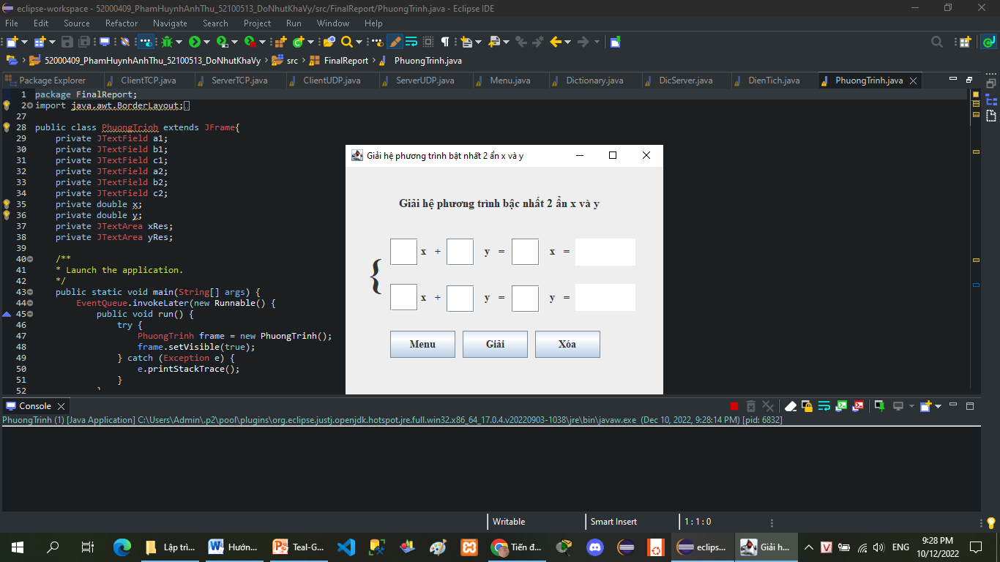 eclipse-workspace - 52000409_PhamHuynhAnhThu_52100513_DoNhutKhaVy/src/FinalReport/PhuongTrinh.java - Eclipse IDE
File Edit Source Refactor Navigate Search Project Run Window Help
52000409_PhamHuynhAnhThu_52100513_DoNhutKhaVy > src > FinalReport > PhuongTrinh.java
Package Explorer ClientTCP.java ServerTCP.java ClientUDP.java ServerUDP.java Menu.java Dictionary.java DicServer.java DienTich.java PhuongTrinh.java
1 package FinalReport;
2 import java.awt.BorderLayout;
27
28 public class PhuongTrinh extends JFrame{
29 private JTextField a1;
30 private JTextField b1;
31 private JTextField c1;
32 private JTextField a2;
33 private JTextField b2;
34 private JTextField c2;
35 private double x;
36 private double y;
37 private JTextArea xRes;
38 private JTextArea yRes;
39
40 /**
41 * Launch the application.
42 */
43 public static void main(String[] args) {
44 EventQueue.invokeLater(new Runnable() {
45 public void run() {
46 try {
47 PhuongTrinh frame = new PhuongTrinh();
48 frame.setVisible(true);
49 } catch (Exception e) {
50 e.printStackTrace();
51 }
52 }
Giải hệ phương trình bật nhất 2 ẩn x và y
Giải hệ phương trình bậc nhất 2 ẩn x và y
{
x + y = x =
x + y = y =
Menu Giải Xóa
Console
PhuongTrinh (1) [Java Application] C:\Users\Admin\.p2\pool\plugins\org.eclipse.justj.openjdk.hotspot.jre.full.win32.x86_64_17.0.4.v20220903-1038\jre\bin\javaw.exe (Dec 10, 2022, 9:28:14 PM) [pid: 6832]
Writable Smart Insert 1 : 1 : 0
Lập trì... Hướn... Teal-G... Tiến đ... eclips... Giải h... ENG 9:28 PM
10/12/2022